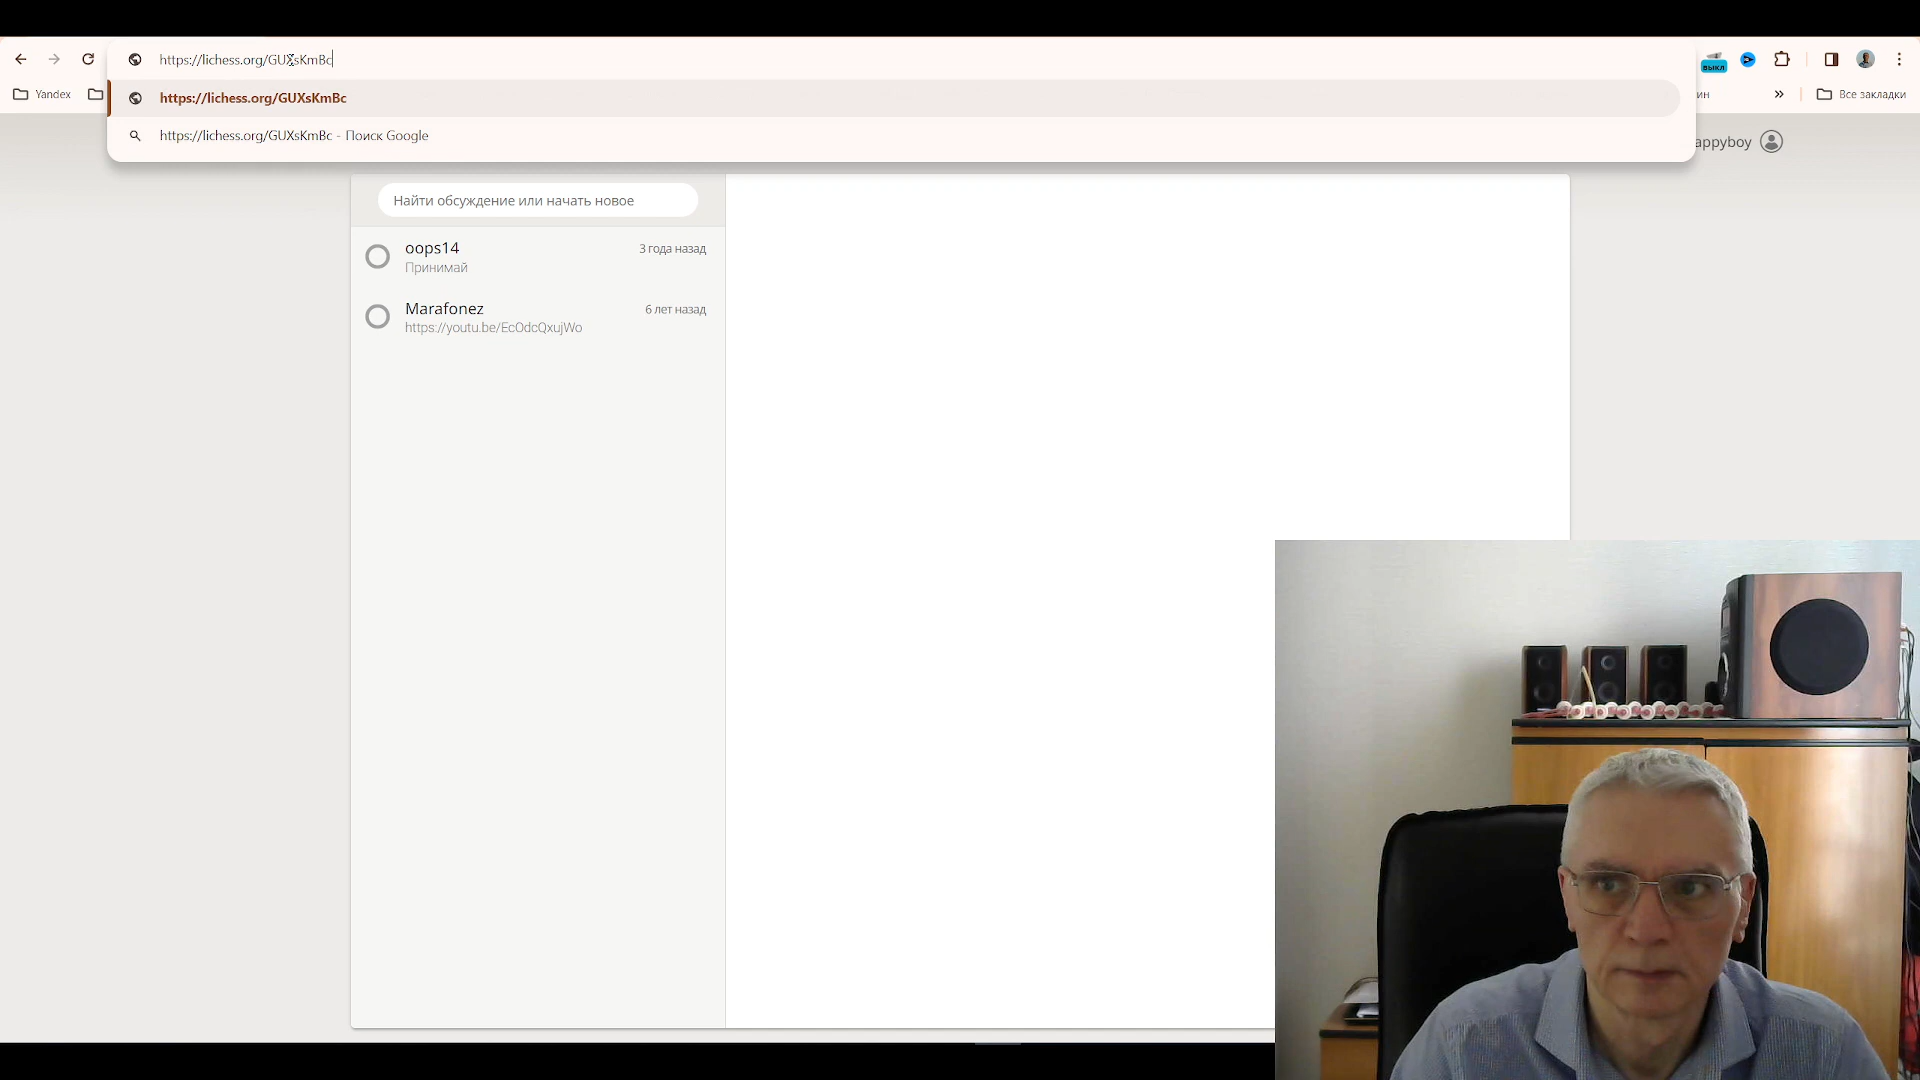 https://lichess.org/GUXsKmBc
выкл
Yandex
https://lichess.org/GUXsKmBc
ин
Все закладки
https://lichess.org/GUXsKmBc - Поиск Google
appyboy
Найти обсуждение или начать новое
oops14
3 года назад
Принимай
Marafonez
6 лет назад
https://youtu.be/EcOdcQxujWo